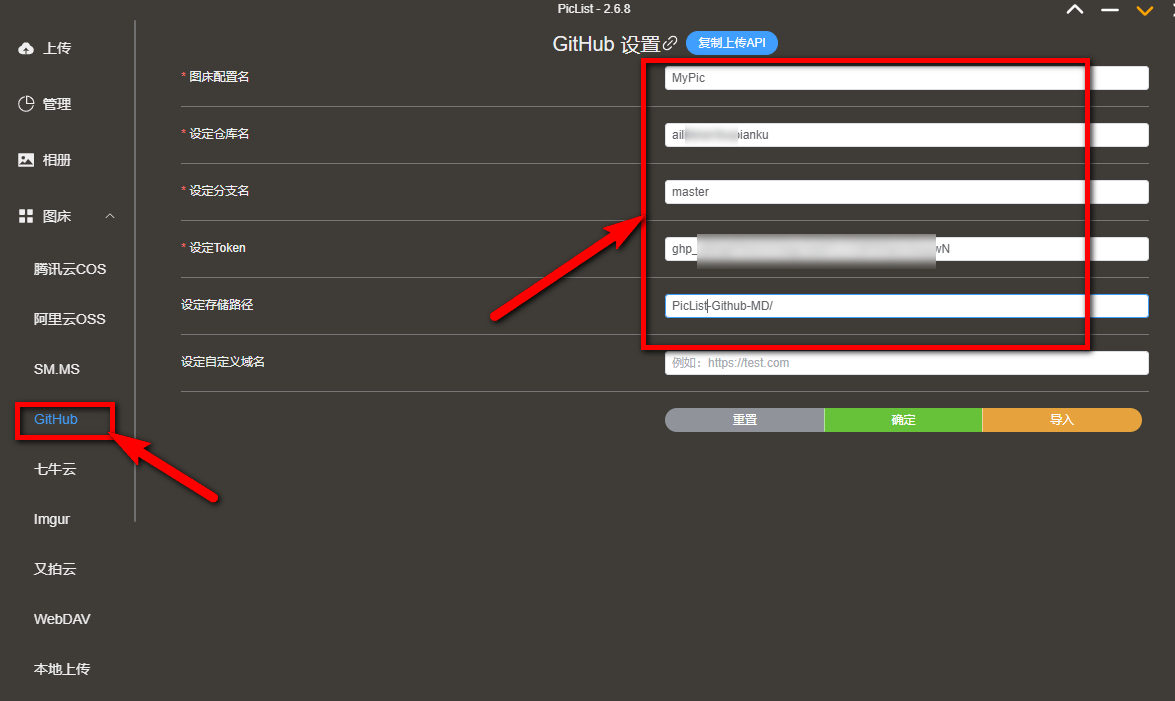 PicList - 2.6.8
上传
管理
相册
图床
腾讯云COS
阿里云OSS
SM.MS
GitHub
七牛云
Imgur
又拍云
WebDAV
本地上传
GitHub 设置
复制上传API
* 图床配置名
MyPic
* 设定仓库名
ail ianku
* 设定分支名
master
* 设定Token
ghp_ wN
设定存储路径
PicList-Github-MD/
设定自定义域名
例如：https://test.com
重置
确定
导入